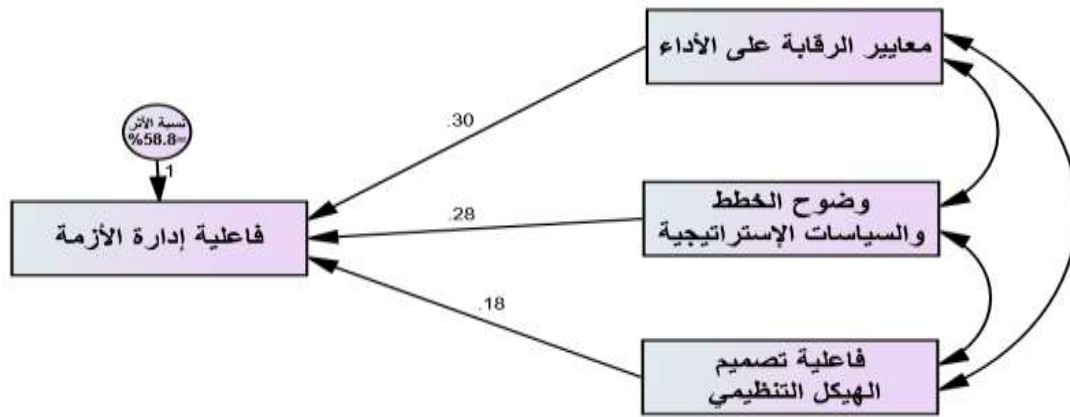 معايير الرقابة على الأداء
.30
نسبة الأثر
%58.8=
1
وضوح الخطط
والسياسات الإستراتيجية
.28
فاعلية إدارة الأزمة
.18
فاعلية تصميم
الهيكل التنظيمي